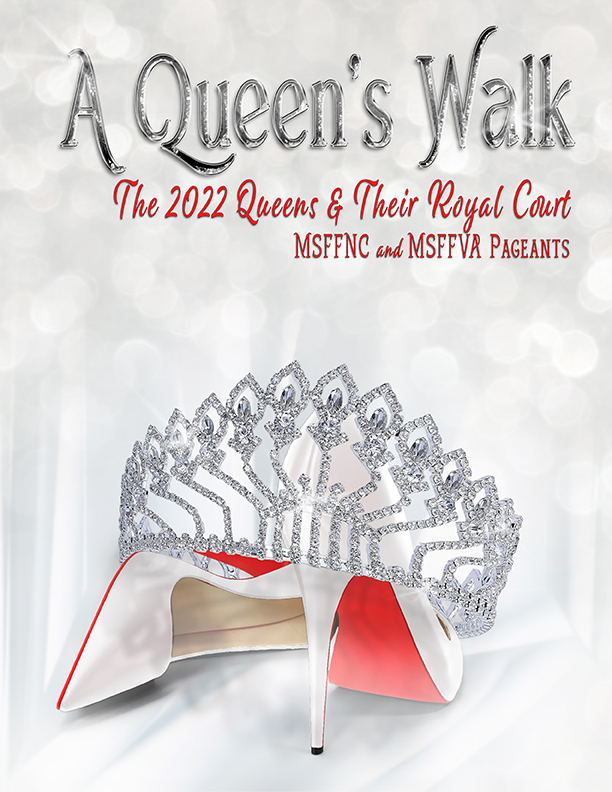 A Queen's Walk
The 2022 Queens & Their Royal Court
MSFFNC and MSFFVA Pageants